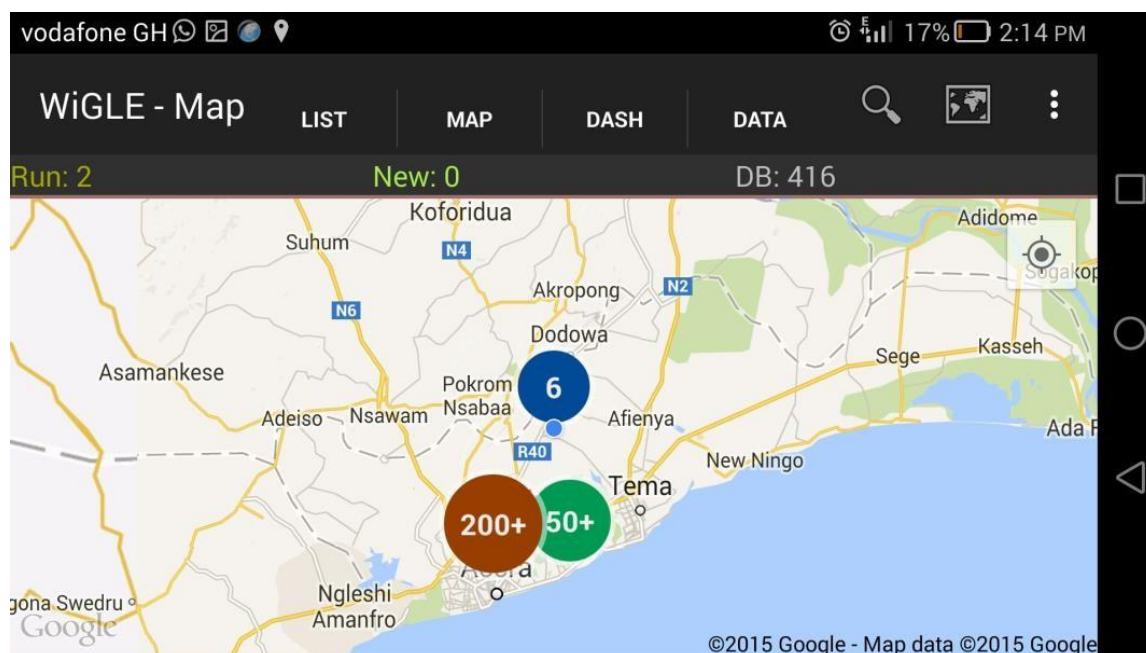 vodafone GH
E
17%
2:14 PM
WiGLE - Map
LIST
MAP
DASH
DATA
Run: 2
New: 0
DB: 416
Koforidua
Adidome
Suhum
N4
Akropong
N2
N6
Dodowa
Sege
Kasseh
Asamankese
Pokrom
Nsabaa
6
Adeiso
Nsawam
Afienya
Ada
R40
New Ningo
Tema
200+
50+
Ngleshi
Amanfro
gona Swedru
Google
©2015 Google - Map data ©2015 Google